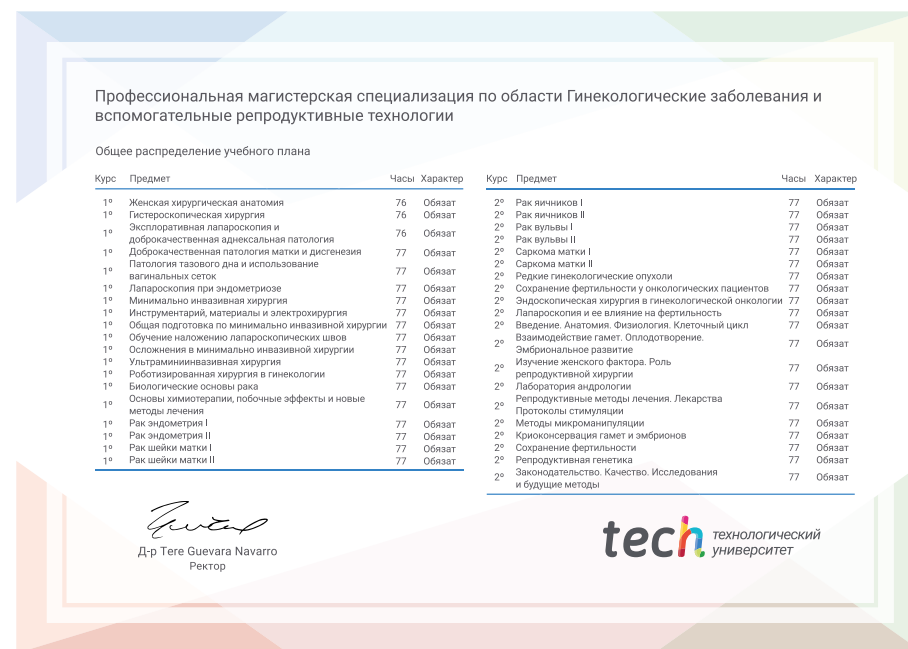 Профессиональная магистерская специализация по области Гинекологические заболевания и
вспомогательные репродуктивные технологии
Общее распределение учебного плана
Курс Предмет Часы Характер
1º Женская хирургическая анатомия 76 Обязат
1º Гистероскопическая хирургия 76 Обязат
1º Эксплоративная лапароскопия и
доброкачественная аднексальная патология 76 Обязат
1º Доброкачественная патология матки и дисгенезия 77 Обязат
1º Патология тазового дна и использование
вагинальных сеток 77 Обязат
1º Лапароскопия при эндометриозе 77 Обязат
1º Минимально инвазивная хирургия 77 Обязат
1º Инструментарий, материалы и электрохирургия 77 Обязат
1º Общая подготовка по минимально инвазивной хирургии 77 Обязат
1º Обучение наложению лапароскопических швов 77 Обязат
1º Осложнения в минимально инвазивной хирургии 77 Обязат
1º Ультраминиинвазивная хирургия 77 Обязат
1º Роботизированная хирургия в гинекологии 77 Обязат
1º Биологические основы рака 77 Обязат
1º Основы химиотерапии, побочные эффекты и новые
методы лечения 77 Обязат
1º Рак эндометрия I 77 Обязат
1º Рак эндометрия II 77 Обязат
1º Рак шейки матки I 77 Обязат
1º Рак шейки матки II 77 Обязат
Курс Предмет Часы Характер
2º Рак яичников I 77 Обязат
2º Рак яичников II 77 Обязат
2º Рак вульвы I 77 Обязат
2º Рак вульвы II 77 Обязат
2º Саркома матки I 77 Обязат
2º Саркома матки II 77 Обязат
2º Редкие гинекологические опухоли 77 Обязат
2º Сохранение фертильности у онкологических пациентов 77 Обязат
2º Эндоскопическая хирургия в гинекологической онкологии 77 Обязат
2º Лапароскопия и ее влияние на фертильность 77 Обязат
2º Введение. Анатомия. Физиология. Клеточный цикл 77 Обязат
2º Взаимодействие гамет. Оплодотворение.
Эмбриональное развитие 77 Обязат
2º Изучение женского фактора. Роль
репродуктивной хирургии 77 Обязат
2º Лаборатория андрологии 77 Обязат
2º Репродуктивные методы лечения. Лекарства
Протоколы стимуляции 77 Обязат
2º Методы микроманипуляции 77 Обязат
2º Криоконсервация гамет и эмбрионов 77 Обязат
2º Сохранение фертильности 77 Обязат
2º Репродуктивная генетика 77 Обязат
2º Законодательство. Качество. Исследования
и будущие методы 77 Обязат
Д-р Tere Guevara Navarro
Ректор
tech технологический
университет